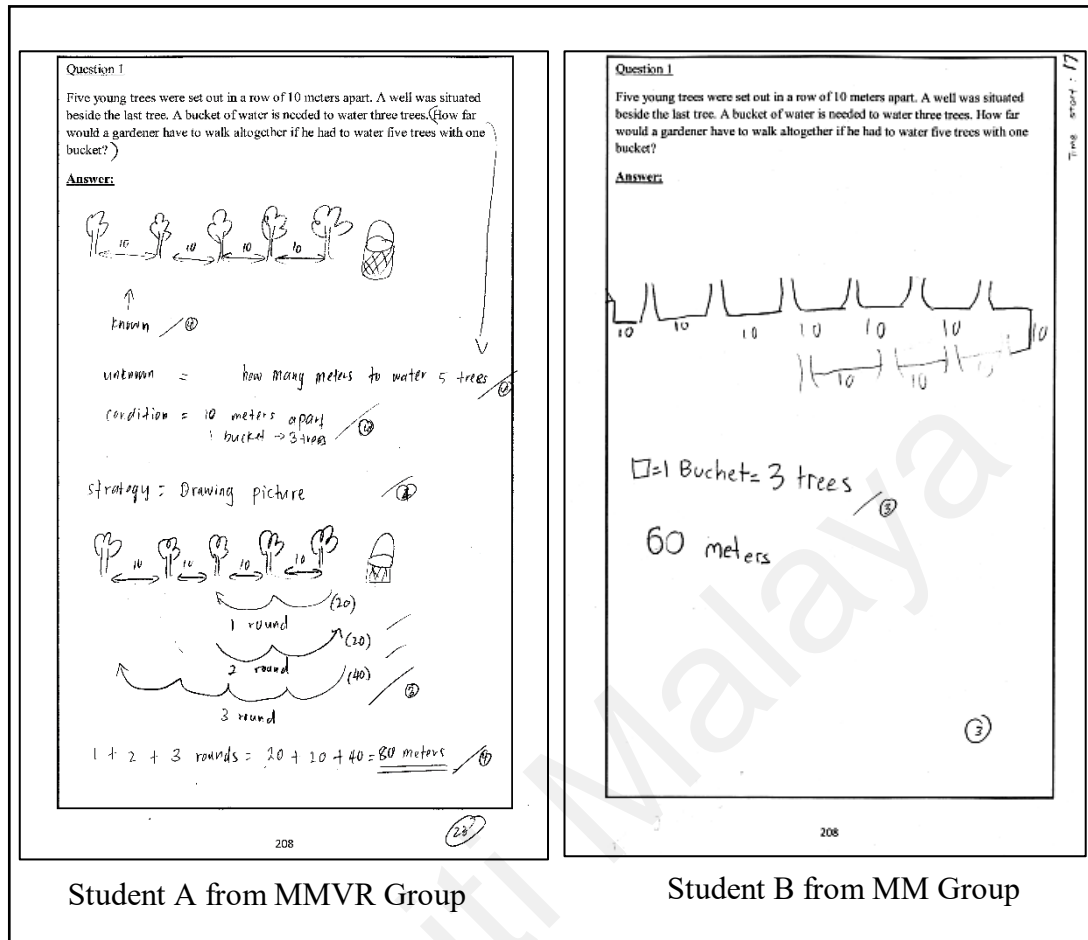 Question 1
Five young trees were set out in a row of 10 meters apart. A well was situated
beside the last tree. A bucket of water is needed to water three trees.(How far
would a gardener have to walk altogether if he had to water five trees with one
bucket?)
Answer:
10 10 10 10
known
unknown = how many meters to water 5 trees
condition = 10 meters apart
1 bucket → 3 trees
strategy = Drawing picture
10 10 10 10
(20)
1 round
(20)
2 round
(40)
3 round
1 + 2 + 3 rounds = 20 + 20 + 40 = 80 meters
208
23
Student A from MMVR Group
Time start : 17
Question 1
Five young trees were set out in a row of 10 meters apart. A well was situated
beside the last tree. A bucket of water is needed to water three trees. How far
would a gardener have to walk altogether if he had to water five trees with one
bucket?
Answer:
10 10 10 10 10 10 10
10 10
□=1 Buchet= 3 trees
3
60 meters
3
208
Student B from MM Group